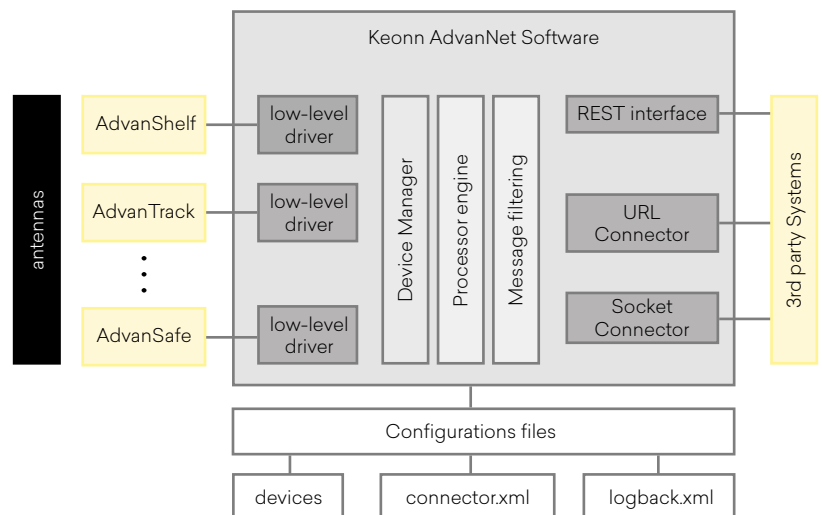 Keonn AdvanNet Software
antennas
AdvanShelf
AdvanTrack
AdvanSafe
low-level
driver
low-level
driver
low-level
driver
Device Manager
Processor engine
Message filtering
REST interface
URL
Connector
Socket
Connector
3rd party Systems
Configurations files
devices
connector.xml
logback.xml